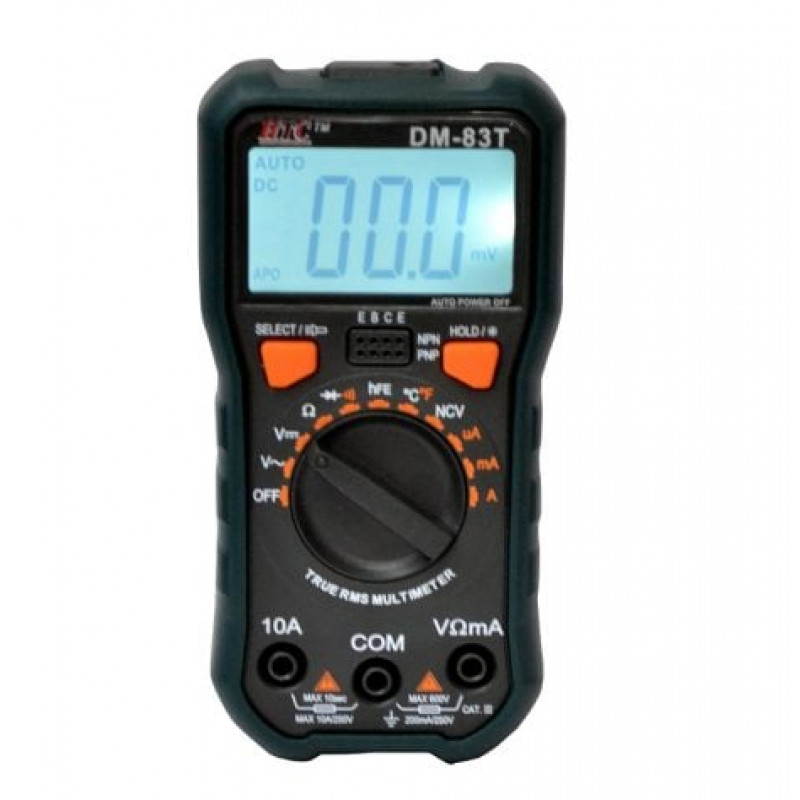 HTC™ DM-83T
AUTO
DC
00.0 mV
APO
AUTO POWER OFF
E B C E
SELECT / HOLD / ☀
NPN
PNP
hFE °C°F
Ω NCV
V⎓ uA
V~ mA
OFF A
TRUE RMS MULTIMETER
10A COM VΩmA
MAX 10sec MAX 600V
MAX 10A/250V 200mA/250V CAT. III